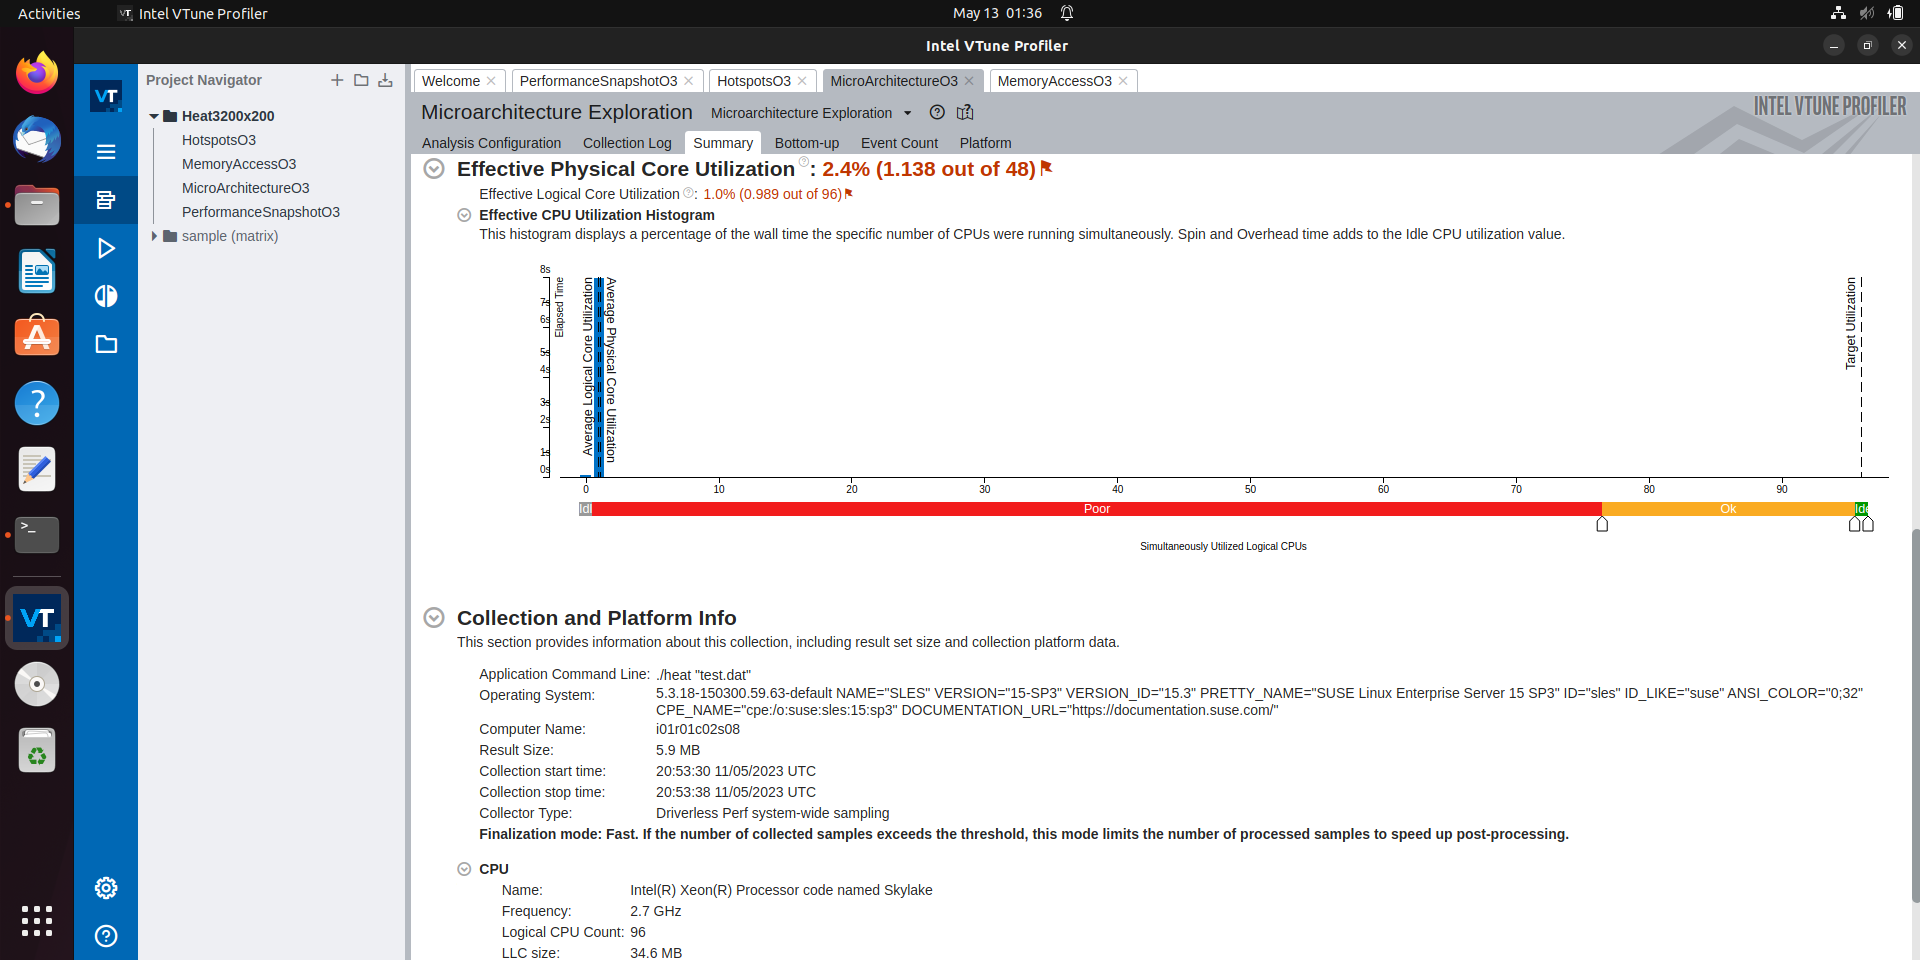 Activities
Intel VTune Profiler
May 13 01:36
Intel VTune Profiler
VT
Project Navigator
Heat3200x200
HotspotsO3
MemoryAccessO3
MicroArchitectureO3
PerformanceSnapshotO3
sample (matrix)
Welcome
PerformanceSnapshotO3
HotspotsO3
MicroArchitectureO3
MemoryAccessO3
Microarchitecture Exploration
Microarchitecture Exploration
INTEL VTUNE PROFILER
Analysis Configuration
Collection Log
Summary
Bottom-up
Event Count
Platform
Effective Physical Core Utilization : 2.4% (1.138 out of 48)
Effective Logical Core Utilization : 1.0% (0.989 out of 96)
Effective CPU Utilization Histogram
This histogram displays a percentage of the wall time the specific number of CPUs were running simultaneously. Spin and Overhead time adds to the Idle CPU utilization value.
8s
7s
6s
5s
4s
3s
2s
1s
0s
Elapsed Time
Average Logical Core Utilization
Average Physical Core Utilization
Target Utilization
0 10 20 30 40 50 60 70 80 90
Idl
Poor
Ok
Ide
Simultaneously Utilized Logical CPUs
Collection and Platform Info
This section provides information about this collection, including result set size and collection platform data.
Application Command Line: ./heat "test.dat"
Operating System: 5.3.18-150300.59.63-default NAME="SLES" VERSION="15-SP3" VERSION_ID="15.3" PRETTY_NAME="SUSE Linux Enterprise Server 15 SP3" ID="sles" ID_LIKE="suse" ANSI_COLOR="0;32"
CPE_NAME="cpe:/o:suse:sles:15:sp3" DOCUMENTATION_URL="https://documentation.suse.com/"
Computer Name: i01r01c02s08
Result Size: 5.9 MB
Collection start time: 20:53:30 11/05/2023 UTC
Collection stop time: 20:53:38 11/05/2023 UTC
Collector Type: Driverless Perf system-wide sampling
Finalization mode: Fast. If the number of collected samples exceeds the threshold, this mode limits the number of processed samples to speed up post-processing.
CPU
Name: Intel(R) Xeon(R) Processor code named Skylake
Frequency: 2.7 GHz
Logical CPU Count: 96
LLC size: 34.6 MB
VT